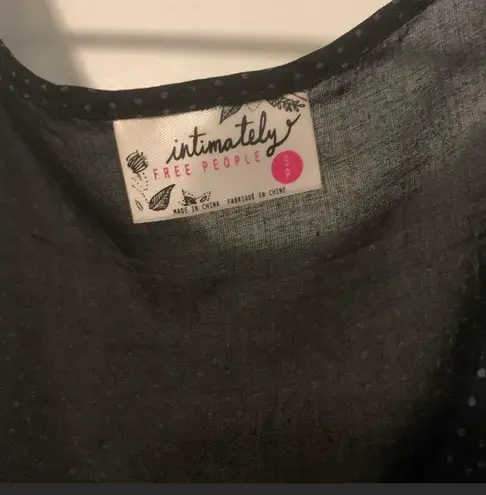 intimately
FREE PEOPLE
S
P
MADE IN CHINA FABRIQUÉ EN CHINE